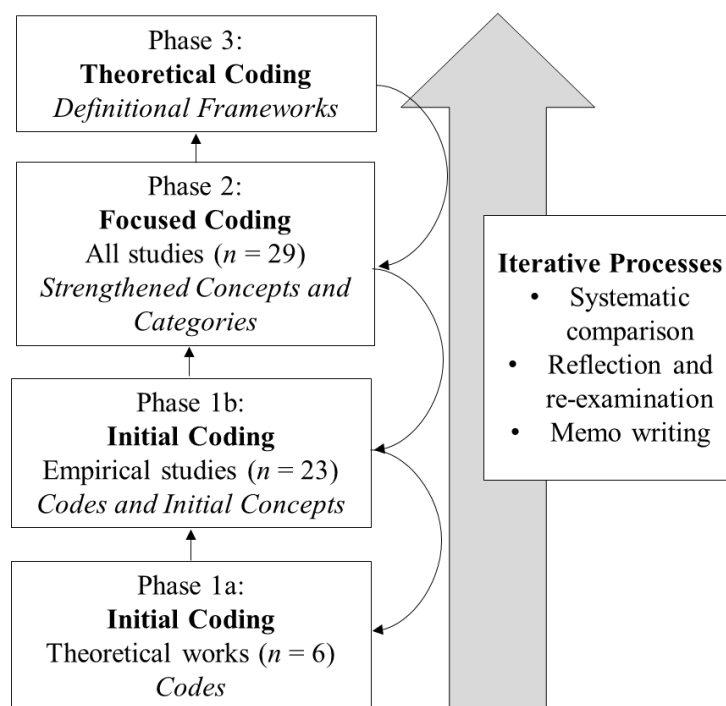 Phase 3:
Theoretical Coding
Definitional Frameworks
Phase 2:
Focused Coding
All studies (n = 29)
Strengthened Concepts and
Categories
Phase 1b:
Initial Coding
Empirical studies (n = 23)
Codes and Initial Concepts
Phase 1a:
Initial Coding
Theoretical works (n = 6)
Codes
Iterative Processes
• Systematic
comparison
• Reflection and
re-examination
• Memo writing